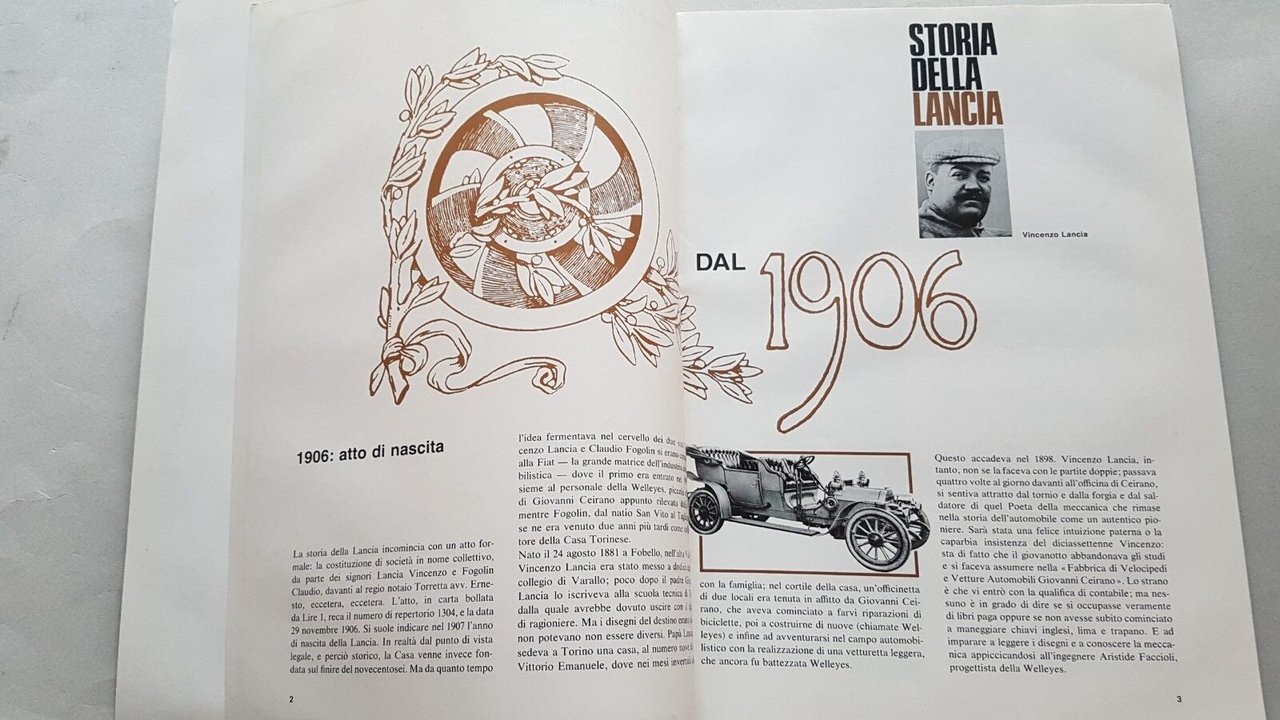 1906: atto di nascita
La storia della Lancia incomincia con un atto for-
male: la costituzione di società in nome collettivo,
da parte dei signori Lancia Vincenzo e Fogolin
Claudio, davanti al regio notaio Torretta avv. Erne-
sto, eccetera, eccetera. L'atto, in carta bollata
da Lire 1, reca il numero di repertorio 1304, e la data
29 novembre 1906. Si suole indicare nel 1907 l'anno
di nascita della Lancia. In realtà dal punto di vista
legale, e perciò storico, la Casa venne invece fon-
data sul finire del novecentosei. Ma da quanto tempo
l'idea fermentava nel cervello dei due
cenzo Lancia e Claudio Fogolin si erano
alla Fiat — la grande matrice dell'industria
bilistica — dove il primo era entrato nel
sieme al personale della Welleyes, piccola
di Giovanni Ceirano appunto rilevata
mentre Fogolin, dal natio San Vito al
se ne era venuto due anni più tardi come
tore della Casa Torinese.
Nato il 24 agosto 1881 a Fobello, nell'alta
Vincenzo Lancia era stato messo a
collegio di Varallo; poco dopo il padre
Lancia lo iscriveva alla scuola tecnica di
dalla quale avrebbe dovuto uscire con
di ragioniere. Ma i disegni del destino
non potevano non essere diversi. Papà
sedeva a Torino una casa, al numero nove
Vittorio Emanuele, dove nei mesi invernali
2
STORIA
DELLA
LANCIA
Vincenzo Lancia
DAL 1906
con la famiglia; nel cortile della casa, un'officinetta
di due locali era tenuta in affitto da Giovanni Cei-
rano, che aveva cominciato a farvi riparazioni di
biciclette, poi a costruirne di nuove (chiamate Wel-
leyes) e infine ad avventurarsi nel campo automobi-
listico con la realizzazione di una vetturetta leggera,
che ancora fu battezzata Welleyes.
Questo accadeva nel 1898. Vincenzo Lancia, in-
tanto, non se la faceva con le partite doppie; passava
quattro volte al giorno davanti all'officina di Ceirano,
si sentiva attratto dal tornio e dalla forgia e dal sal-
datore di quel Poeta della meccanica che rimase
nella storia dell'automobile come un autentico pio-
niere. Sarà stata una felice intuizione paterna o la
caparbia insistenza del diciassettenne Vincenzo:
sta di fatto che il giovanotto abbandonava gli studi
e si faceva assumere nella « Fabbrica di Velocipedi
e Vetture Automobili Giovanni Ceirano». Lo strano
è che vi entrò con la qualifica di contabile; ma nes-
suno è in grado di dire se si occupasse veramente
di libri paga oppure se non avesse subito cominciato
a maneggiare chiavi inglesi, lima e trapano. E ad
imparare a leggere i disegni e a conoscere la mecca-
nica appiccicandosi all'ingegnere Aristide Faccioli,
progettista della Welleyes.
3